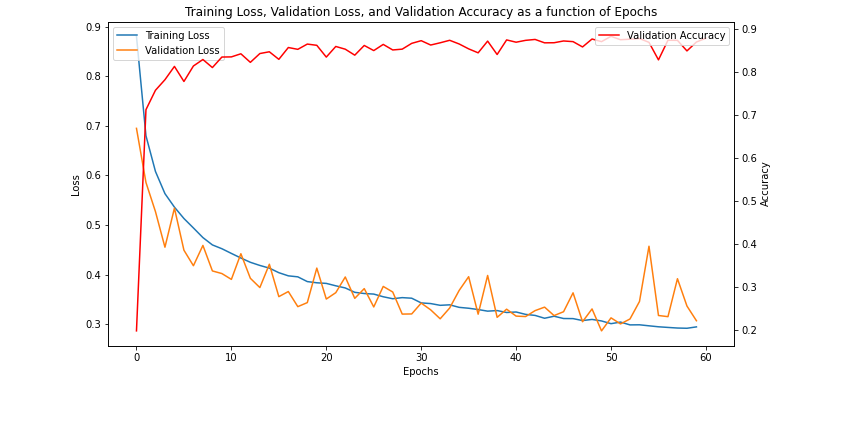 Training Loss, Validation Loss, and Validation Accuracy as a function of Epochs
Training Loss
Validation Loss
Validation Accuracy
0.9
0.8
0.7
0.6
0.5
0.4
0.3
Loss
0.9
0.8
0.7
0.6
0.5
0.4
0.3
0.2
Accuracy
0 10 20 30 40 50 60
Epochs